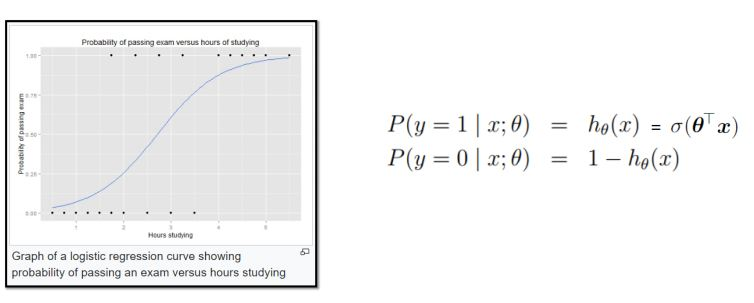 Probability of passing exam versus hours of studying
1.00
0.75
0.50
0.25
0.00
Probability of passing exam
1 2 3 4 5
Hours studying
Graph of a logistic regression curve showing
probability of passing an exam versus hours studying
P(y = 1 | x; θ) = hθ(x) = σ(θ⊤x)
P(y = 0 | x; θ) = 1 − hθ(x)